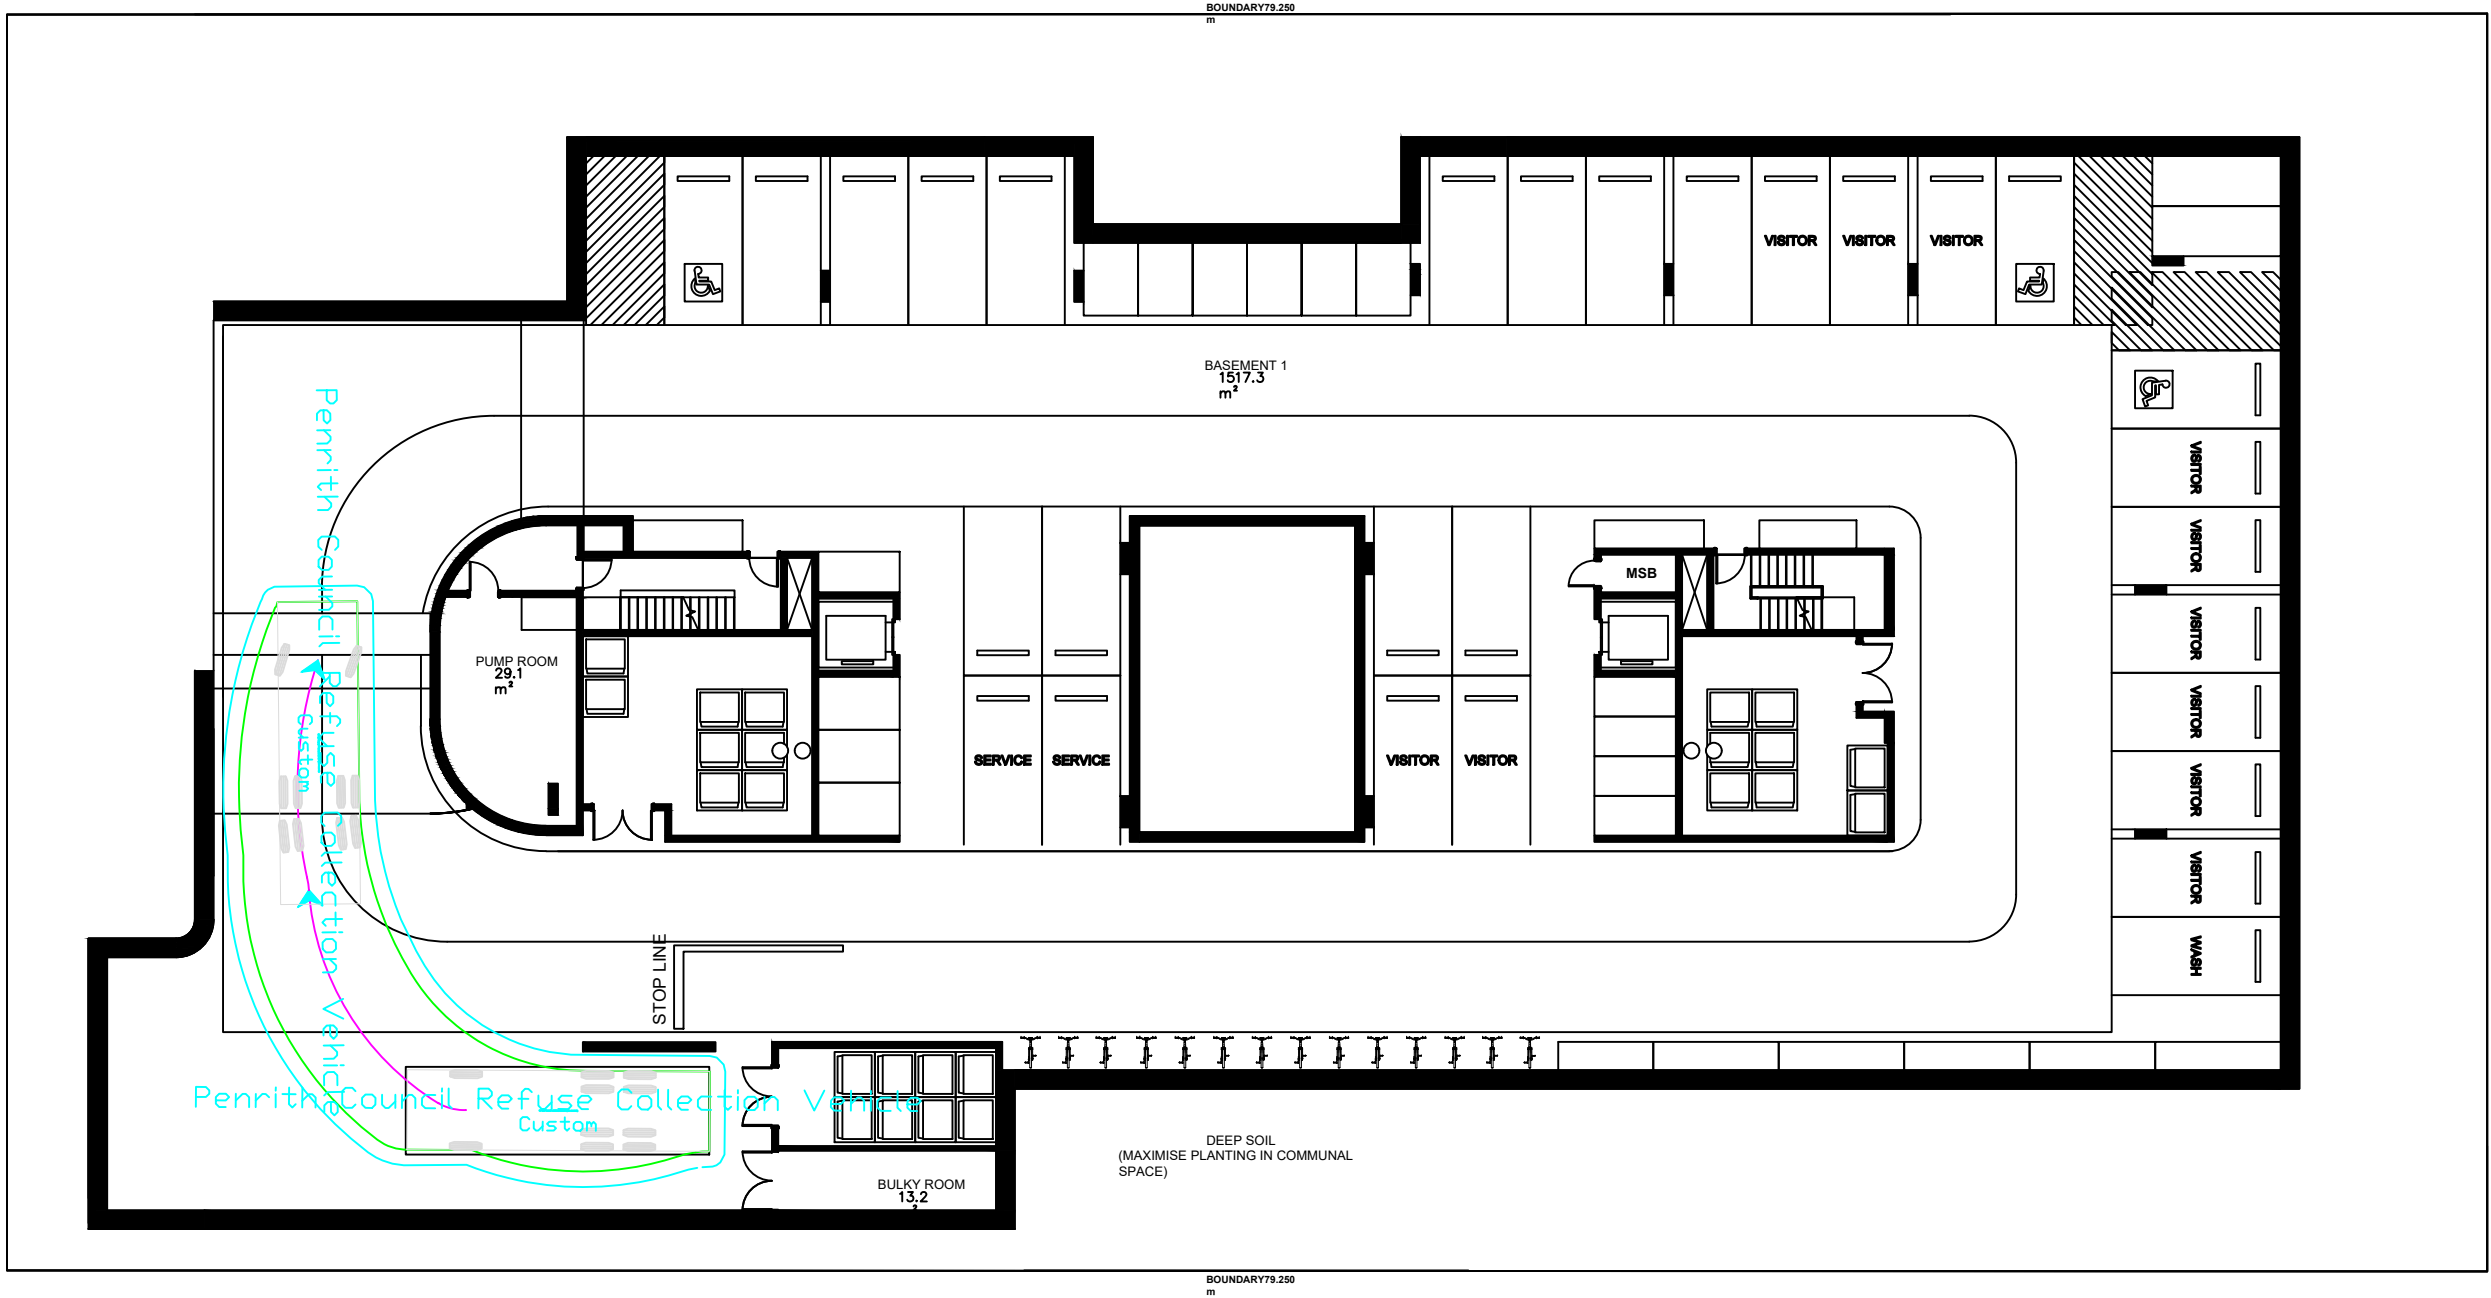 BOUNDARY79.250
m
VISITOR
VISITOR
VISITOR
BASEMENT 1
1517.3
m²
Penrith Council Refuse Collection Vehicle
Custom
VISITOR
VISITOR
VISITOR
VISITOR
VISITOR
VISITOR
WASH
MSB
PUMP ROOM
29.1
m²
SERVICE
SERVICE
VISITOR
VISITOR
STOP LINE
Penrith Council Refuse Collection Vehicle
Custom
DEEP SOIL
(MAXIMISE PLANTING IN COMMUNAL
SPACE)
BULKY ROOM
13.2
²
BOUNDARY79.250
m